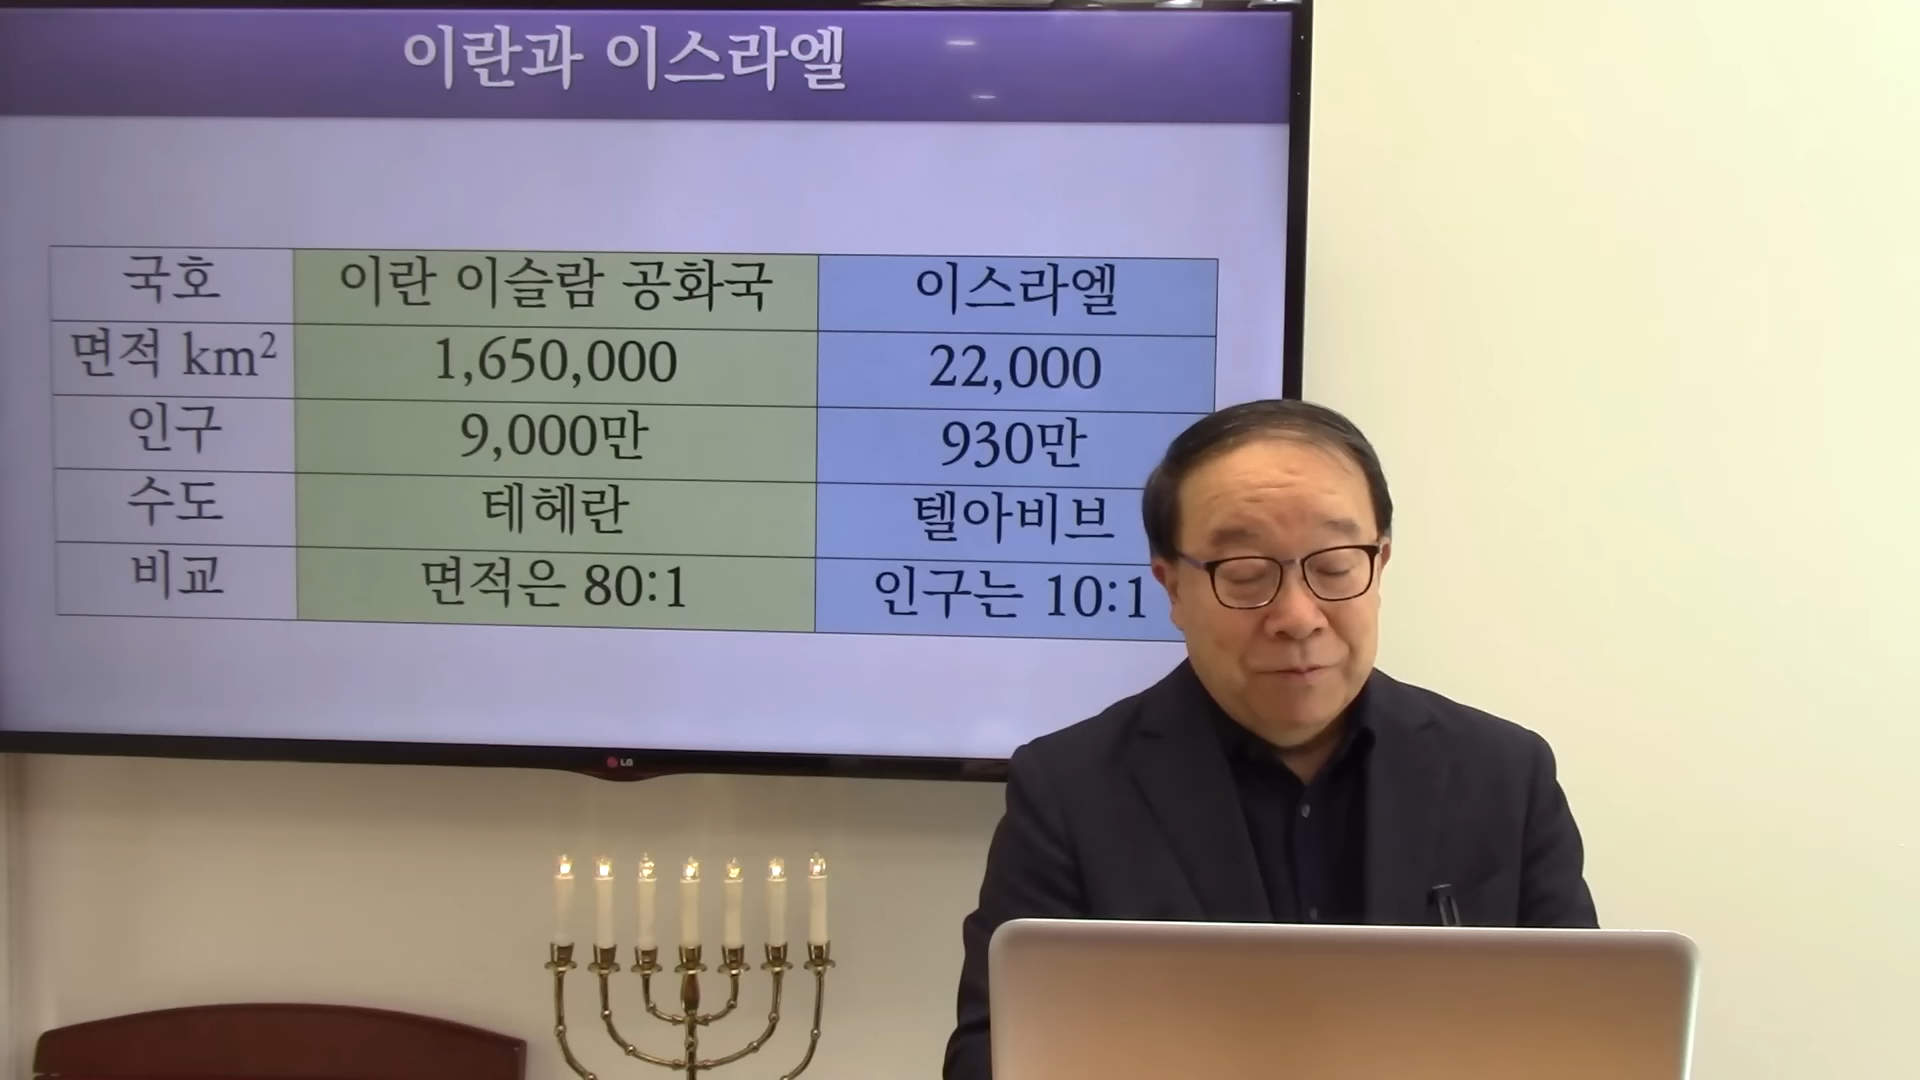 이란과 이스라엘
국호 이란 이슬람 공화국 이스라엘
면적 km² 1,650,000 22,000
인구 9,000만 930만
수도 테헤란 텔아비브
비교 면적은 80:1 인구는 10:1
LG